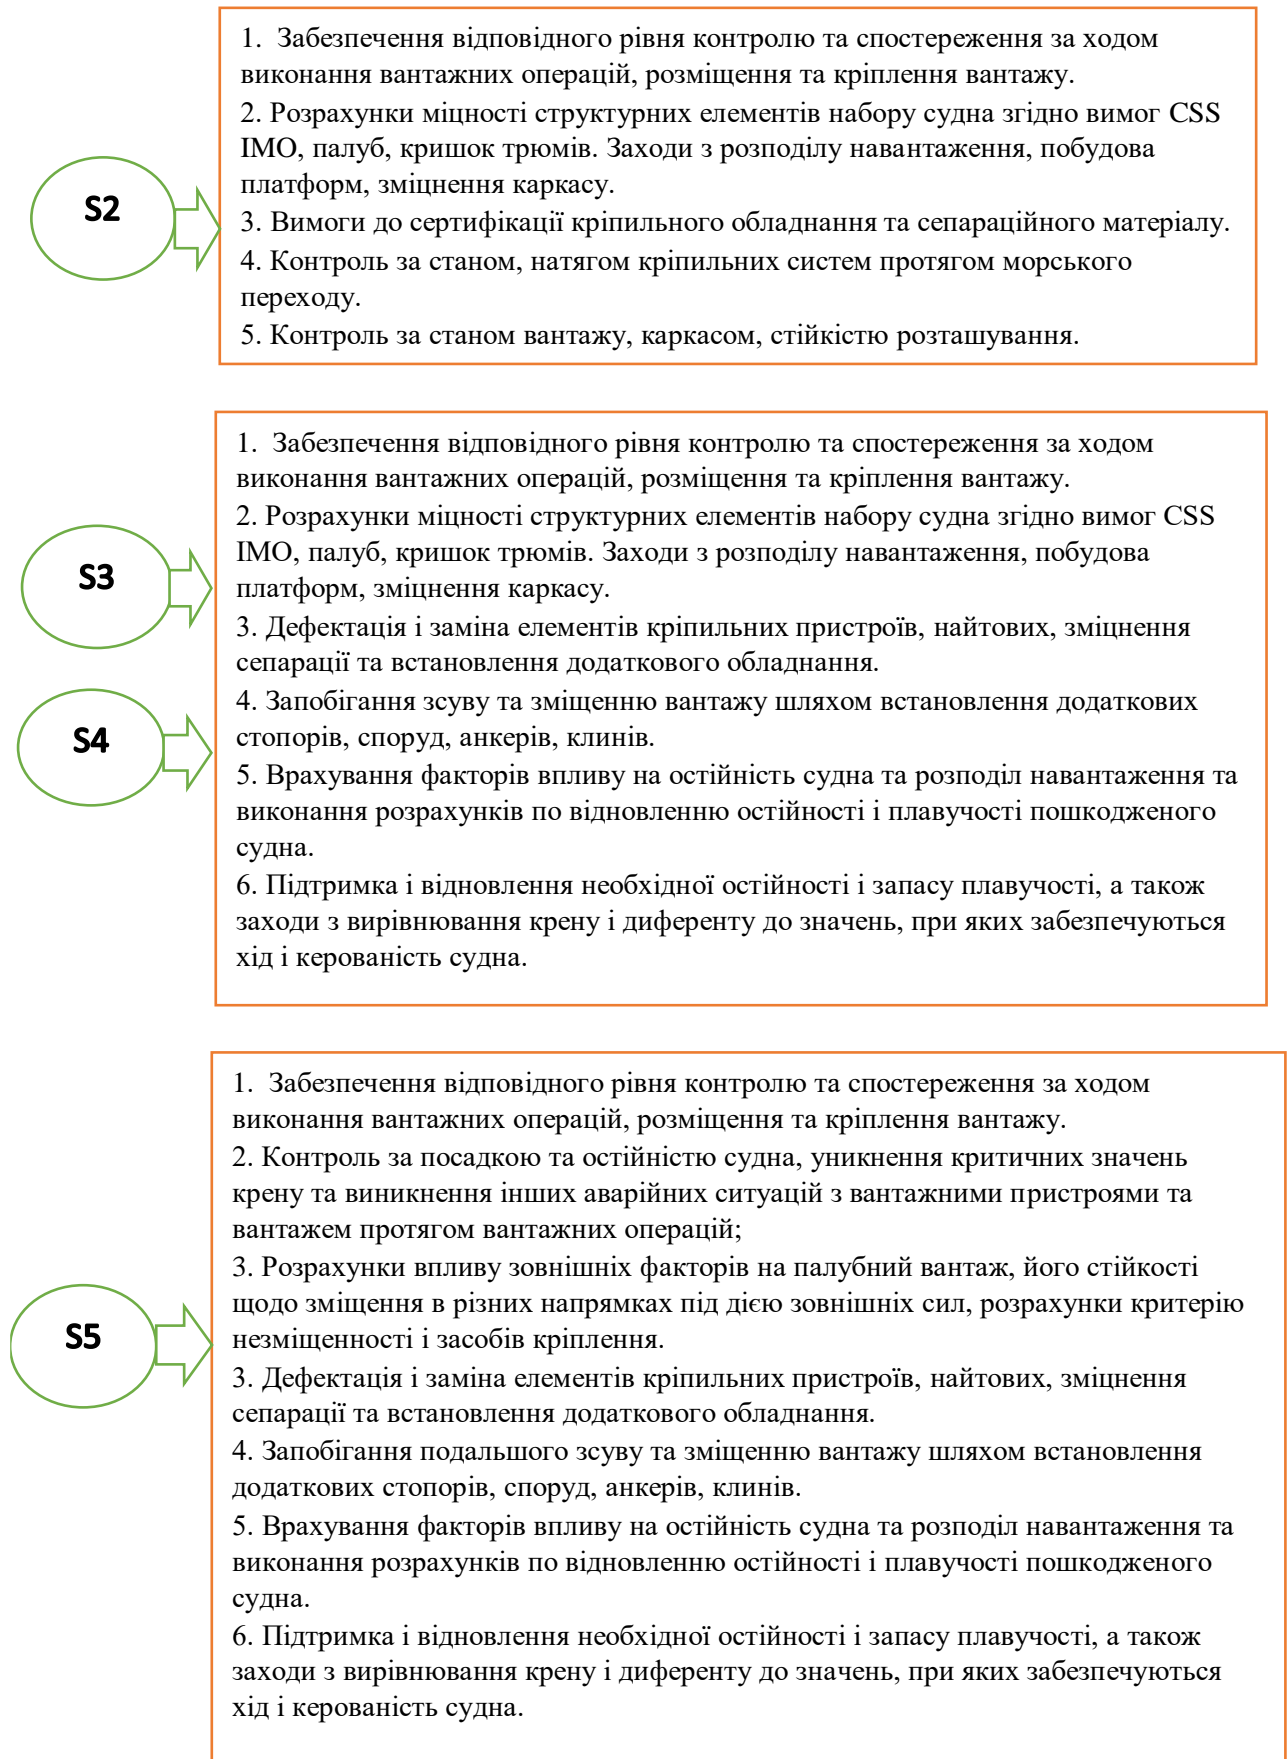 S2
1. Забезпечення відповідного рівня контролю та спостереження за ходом
виконання вантажних операцій, розміщення та кріплення вантажу.
2. Розрахунки міцності структурних елементів набору судна згідно вимог CSS
IMO, палуб, кришок трюмів. Заходи з розподілу навантаження, побудова
платформ, зміцнення каркасу.
3. Вимоги до сертифікації кріпильного обладнання та сепараційного матеріалу.
4. Контроль за станом, натягом кріпильних систем протягом морського
переходу.
5. Контроль за станом вантажу, каркасом, стійкістю розташування.
S3
S4
1. Забезпечення відповідного рівня контролю та спостереження за ходом
виконання вантажних операцій, розміщення та кріплення вантажу.
2. Розрахунки міцності структурних елементів набору судна згідно вимог CSS
IMO, палуб, кришок трюмів. Заходи з розподілу навантаження, побудова
платформ, зміцнення каркасу.
3. Дефектація і заміна елементів кріпильних пристроїв, найтових, зміцнення
сепарації та встановлення додаткового обладнання.
4. Запобігання зсуву та зміщенню вантажу шляхом встановлення додаткових
стопорів, споруд, анкерів, клинів.
5. Врахування факторів впливу на остійність судна та розподіл навантаження та
виконання розрахунків по відновленню остійності і плавучості пошкодженого
судна.
6. Підтримка і відновлення необхідної остійності і запасу плавучості, а також
заходи з вирівнювання крену і диференту до значень, при яких забезпечуються
хід і керованість судна.
S5
1. Забезпечення відповідного рівня контролю та спостереження за ходом
виконання вантажних операцій, розміщення та кріплення вантажу.
2. Контроль за посадкою та остійністю судна, уникнення критичних значень
крену та виникнення інших аварійних ситуацій з вантажними пристроями та
вантажем протягом вантажних операцій;
3. Розрахунки впливу зовнішніх факторів на палубний вантаж, його стійкості
щодо зміщення в різних напрямках під дією зовнішніх сил, розрахунки критерію
незміщенності і засобів кріплення.
3. Дефектація і заміна елементів кріпильних пристроїв, найтових, зміцнення
сепарації та встановлення додаткового обладнання.
4. Запобігання подальшого зсуву та зміщенню вантажу шляхом встановлення
додаткових стопорів, споруд, анкерів, клинів.
5. Врахування факторів впливу на остійність судна та розподіл навантаження та
виконання розрахунків по відновленню остійності і плавучості пошкодженого
судна.
6. Підтримка і відновлення необхідної остійності і запасу плавучості, а також
заходи з вирівнювання крену і диференту до значень, при яких забезпечуються
хід і керованість судна.